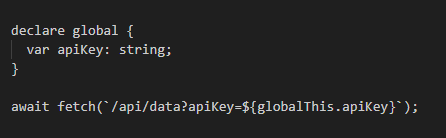 declare global {
  var apiKey: string;
}
await fetch(`/api/data?apiKey=${globalThis.apiKey}`);